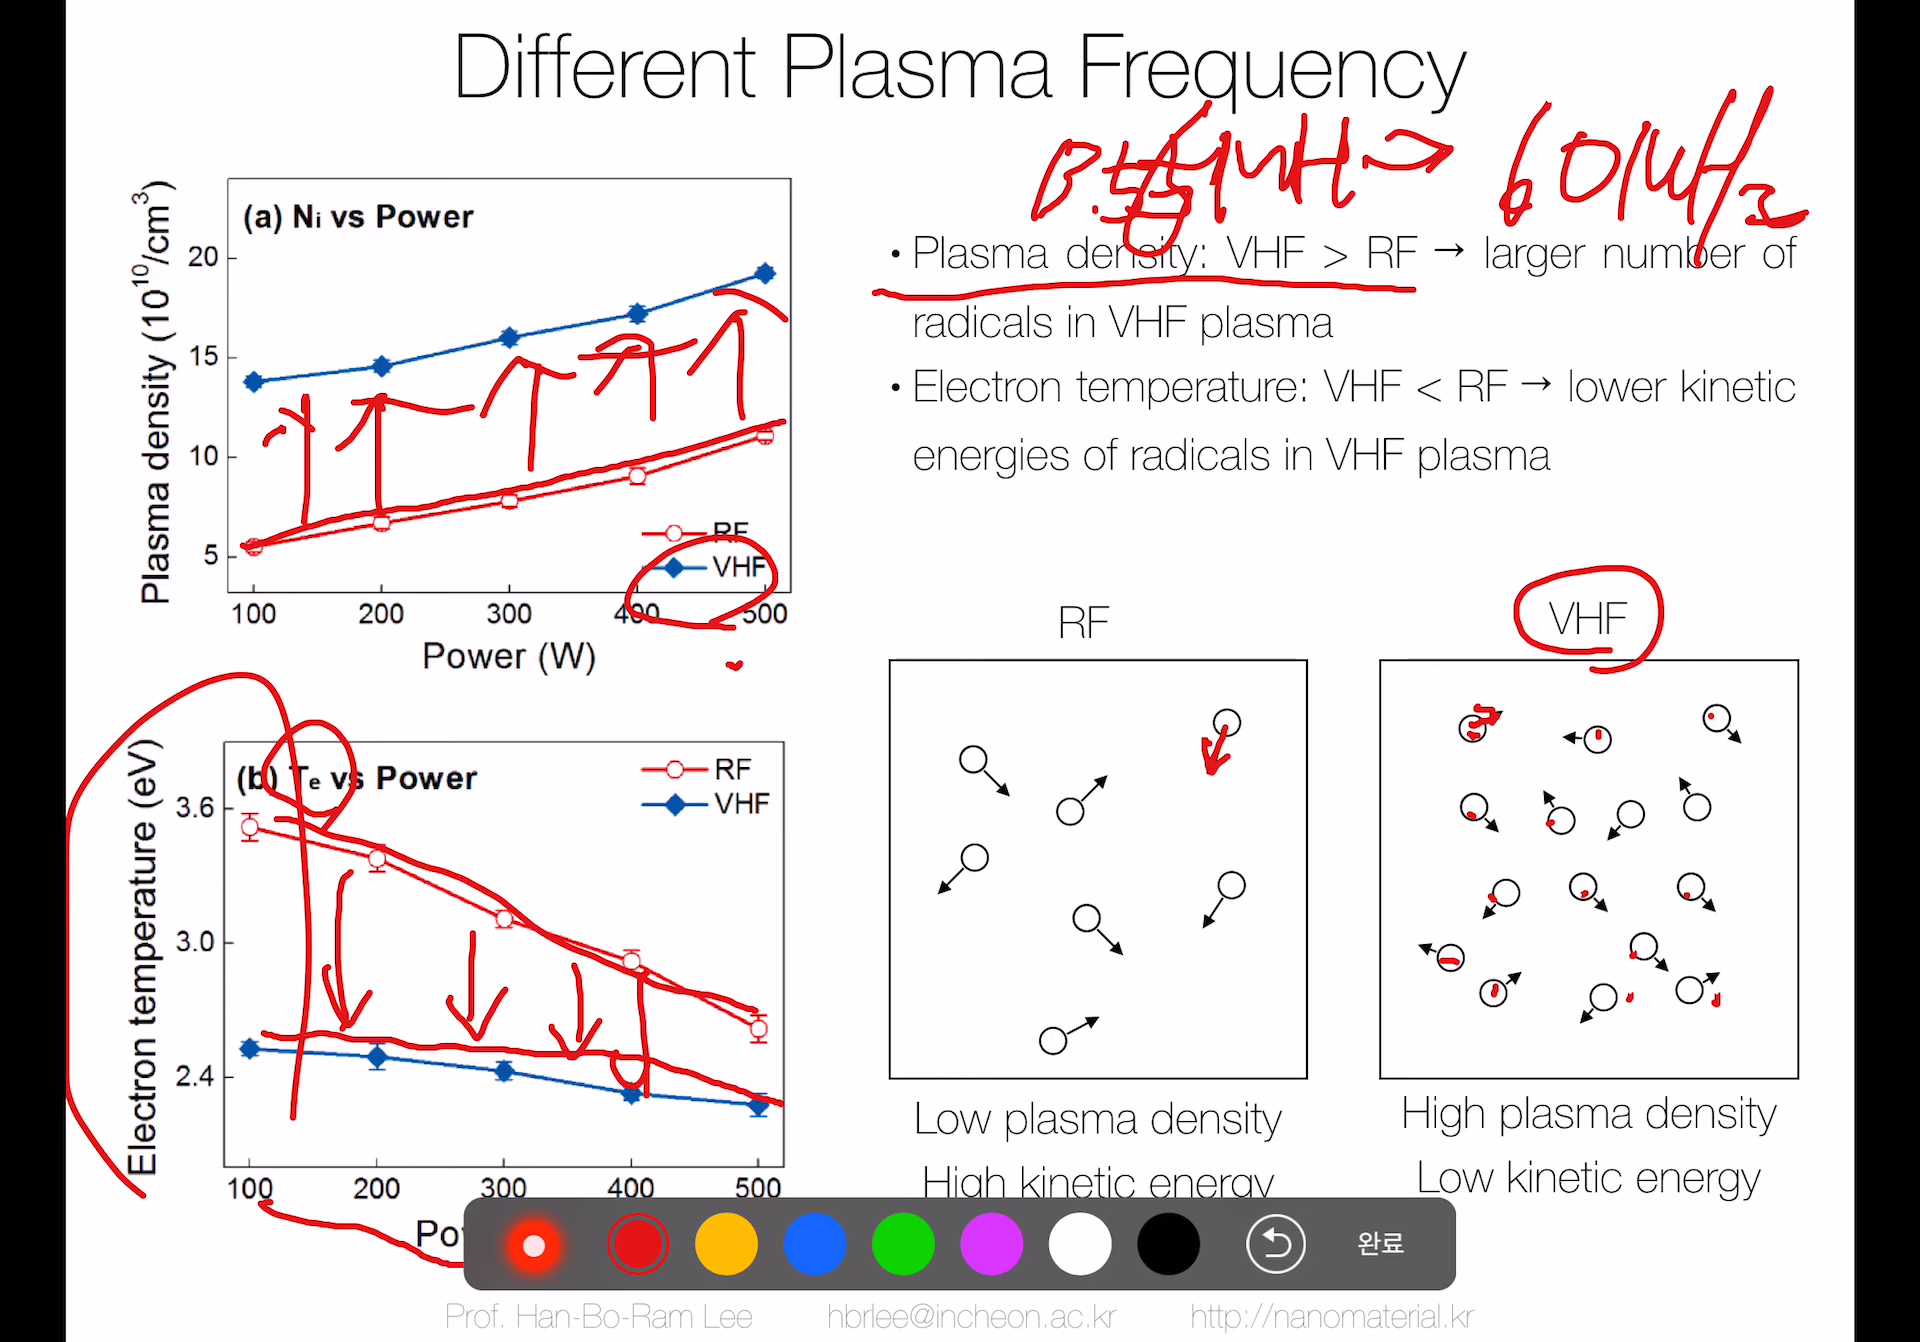 Different Plasma Frequency
60MHz
(a) Ni vs Power
Plasma density (10¹⁰/cm³)
20
15
10
5
RF
VHF
100 200 300 400 500
Power (W)
• Plasma density: VHF > RF → larger number of
radicals in VHF plasma
• Electron temperature: VHF < RF → lower kinetic
energies of radicals in VHF plasma
(b) Te vs Power
Electron temperature (eV)
3.6
3.0
2.4
RF
VHF
100 200 300 400 500
RF
VHF
Low plasma density
High kinetic energy
High plasma density
Low kinetic energy
완료
Prof. Han-Bo-Ram Lee hbrlee@incheon.ac.kr http://nanomaterial.kr